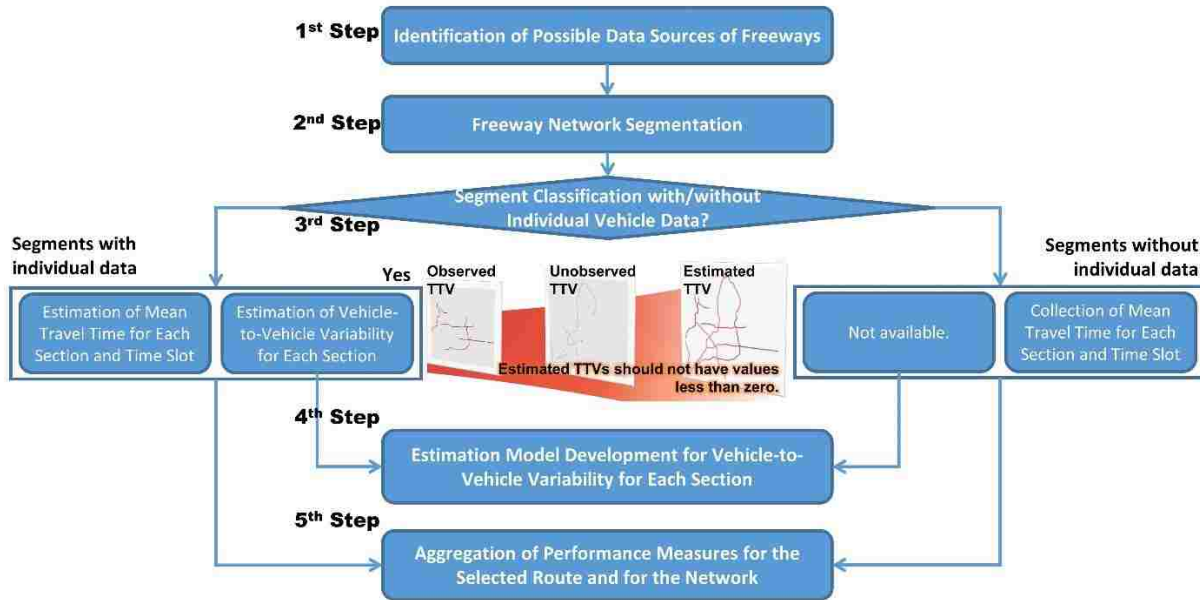 1st Step
Identification of Possible Data Sources of Freeways
2nd Step
Freeway Network Segmentation
Segment Classification with/without
Individual Vehicle Data?
3rd Step
Segments with
individual data
Yes
Observed
TTV
Unobserved
TTV
Estimated
TTV
Segments without
individual data
Estimation of Mean
Travel Time for Each
Section and Time Slot
Estimation of Vehicle-
to-Vehicle Variability
for Each Section
Estimated TTVs should not have values
less than zero.
Not available.
Collection of Mean
Travel Time for Each
Section and Time Slot
4th Step
Estimation Model Development for Vehicle-to-
Vehicle Variability for Each Section
5th Step
Aggregation of Performance Measures for the
Selected Route and for the Network